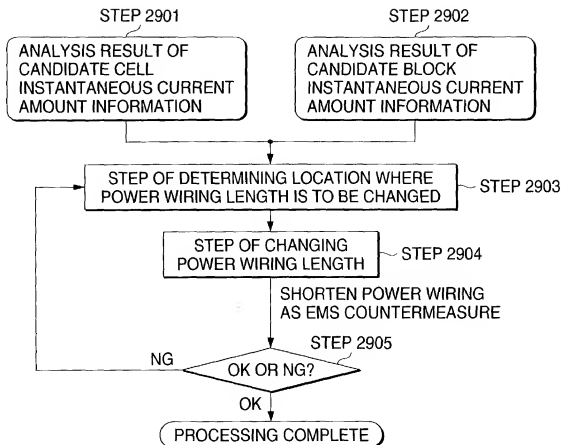 STEP 2901
STEP 2902
ANALYSIS RESULT OF
CANDIDATE CELL
INSTANTANEOUS CURRENT
AMOUNT INFORMATION
ANALYSIS RESULT OF
CANDIDATE BLOCK
INSTANTANEOUS CURRENT
AMOUNT INFORMATION
STEP OF DETERMINING LOCATION WHERE
POWER WIRING LENGTH IS TO BE CHANGED
STEP 2903
STEP OF CHANGING
POWER WIRING LENGTH
STEP 2904
SHORTEN POWER WIRING
AS EMS COUNTERMEASURE
STEP 2905
NG
OK OR NG?
OK
PROCESSING COMPLETE